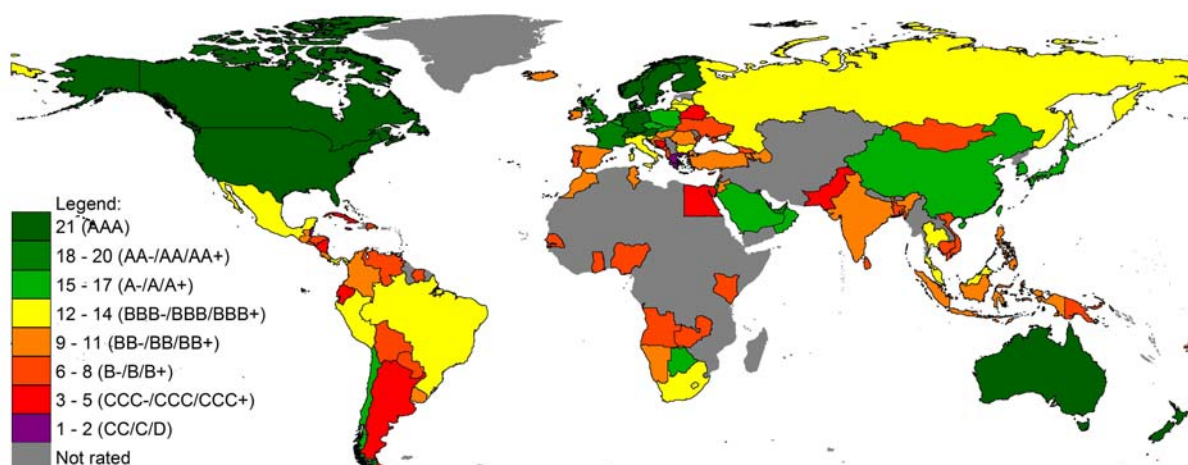 Legend:
21 (AAA)
18 - 20 (AA-/AA/AA+)
15 - 17 (A-/A/A+)
12 - 14 (BBB-/BBB/BBB+)
9 - 11 (BB-/BB/BB+)
6 - 8 (B-/B/B+)
3 - 5 (CCC-/CCC/CCC+)
1 - 2 (CC/C/D)
Not rated